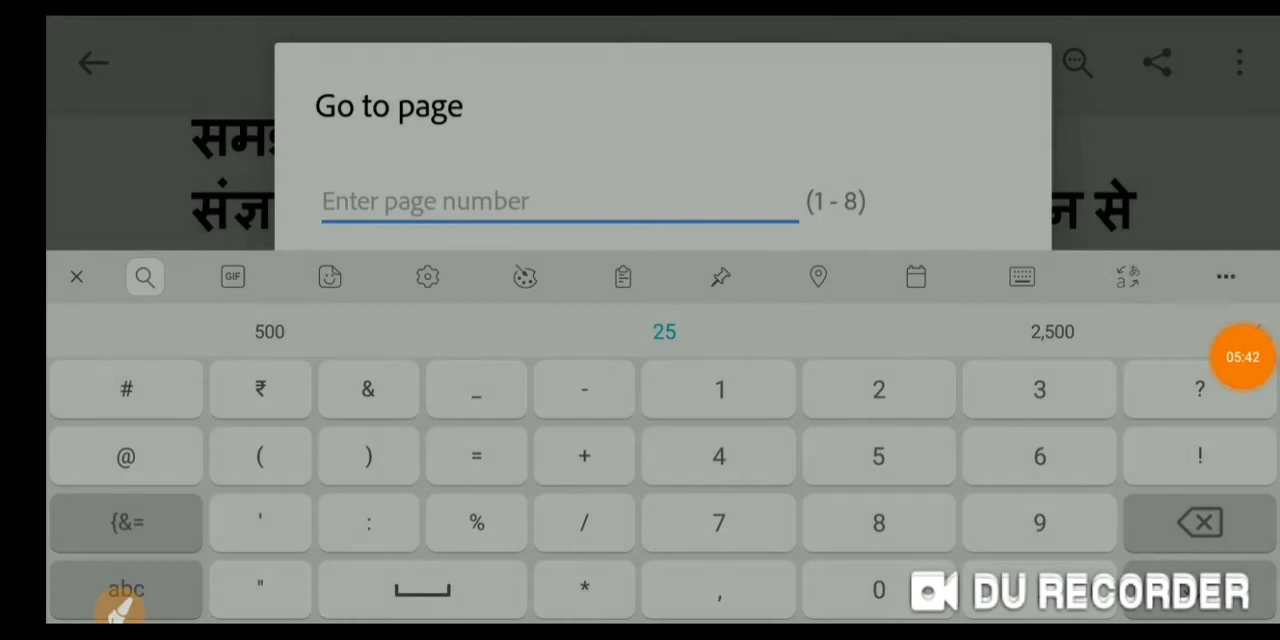 Go to page
Enter page number (1 - 8)
संज्ञ से
GIF
500 25 2,500
05:42
# ₹ & _ - 1 2 3 ?
@ ( ) = + 4 5 6 !
{&= ' : % / 7 8 9
abc " * , 0
DU RECORDER